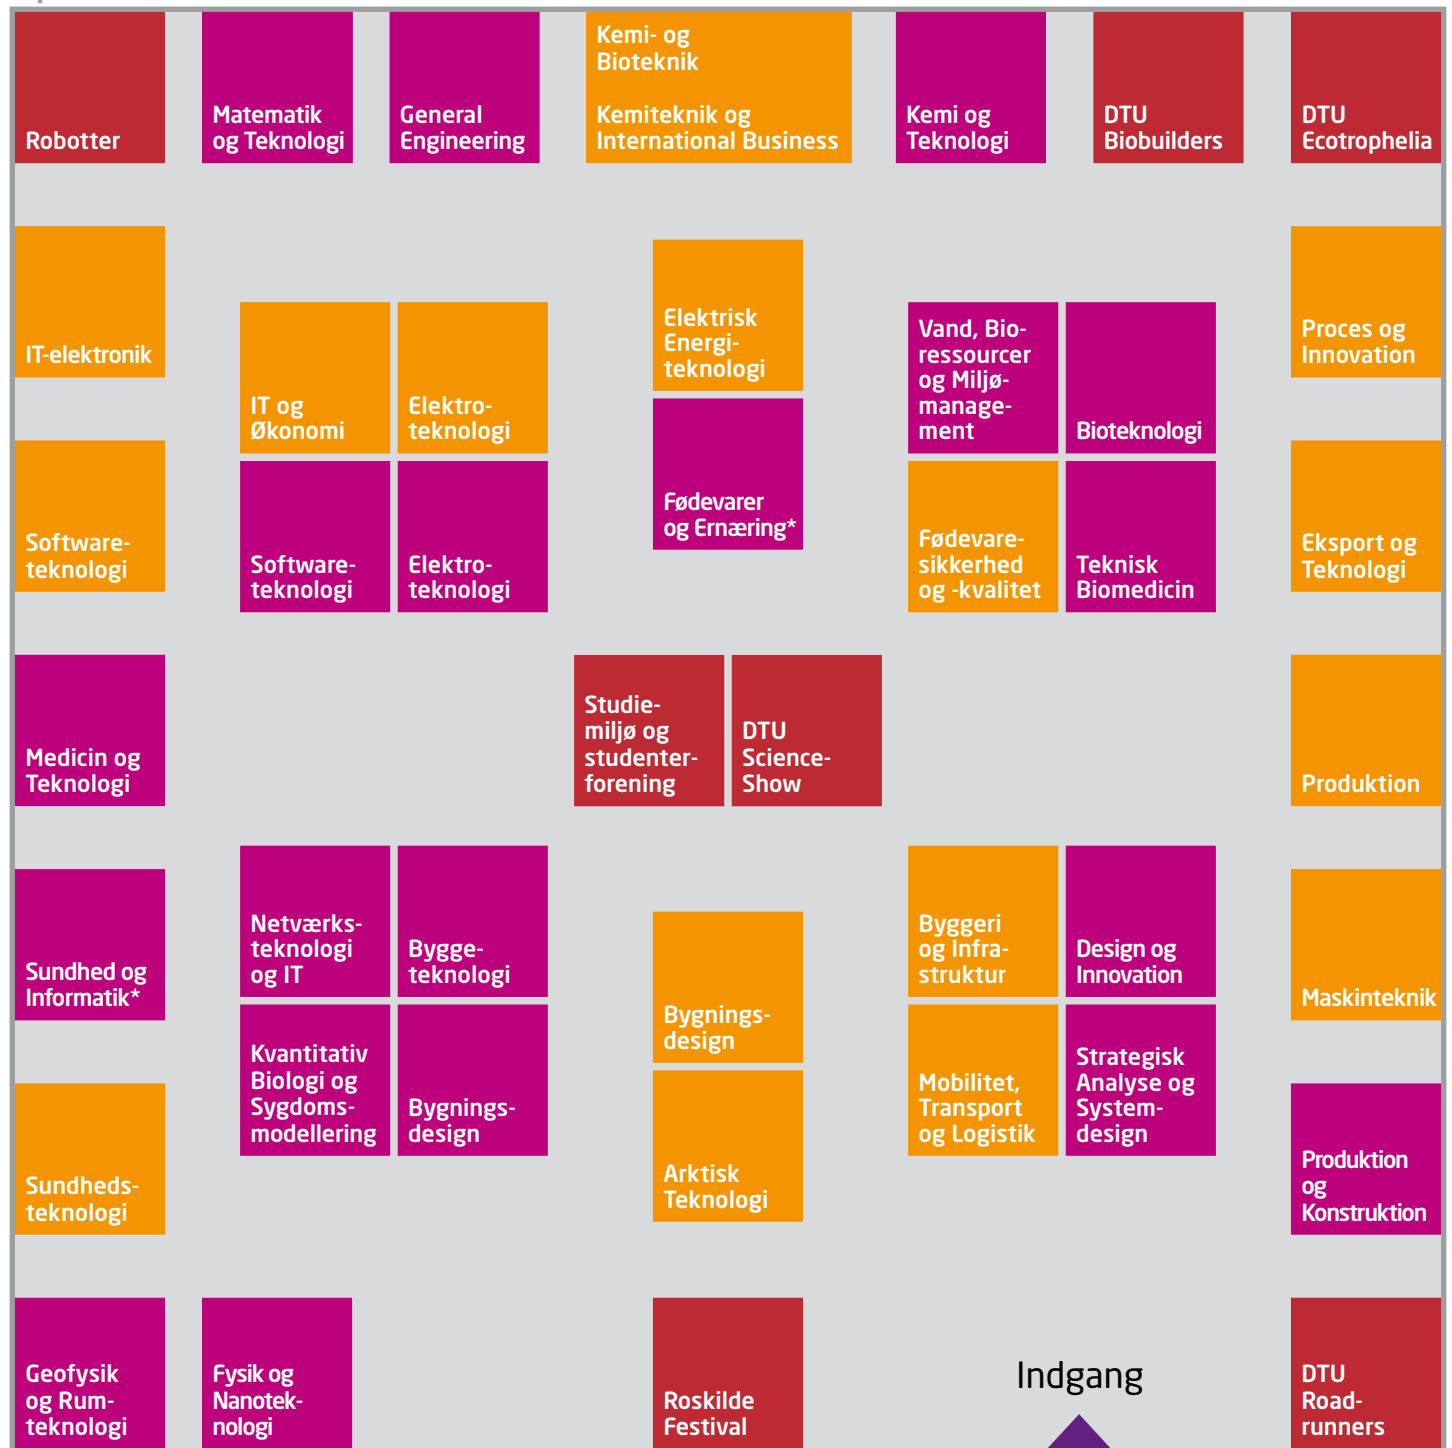 Robotter
Matematik
og Teknologi
General
Engineering
Kemi- og
Bioteknik
Kemiteknik og
International Business
Kemi og
Teknologi
DTU
Biobuilders
DTU
Ecotrophelia
IT-elektronik
IT og
Økonomi
Elektro-
teknologi
Elektrisk
Energi-
teknologi
Vand, Bio-
ressourcer
og Miljø-
manage-
ment
Bioteknologi
Proces og
Innovation
Software-
teknologi
Software-
teknologi
Elektro-
teknologi
Fødevarer
og Ernæring*
Fødevare-
sikkerhed
og -kvalitet
Teknisk
Biomedicin
Eksport og
Teknologi
Medicin og
Teknologi
Studie-
miljø og
studenter-
forening
DTU
Science-
Show
Produktion
Sundhed og
Informatik*
Netværks-
teknologi
og IT
Bygge-
teknologi
Bygnings-
design
Byggeri
og Infra-
struktur
Design og
Innovation
Maskinteknik
Sundheds-
teknologi
Kvantitativ
Biologi og
Sygdoms-
modellering
Bygnings-
design
Arktisk
Teknologi
Mobilitet,
Transport
og Logistik
Strategisk
Analyse og
System-
design
Produktion
og
Konstruktion
Geofysik
og Rum-
teknologi
Fysik og
Nanotek-
nologi
Roskilde
Festival
Indgang
DTU
Road-
runners